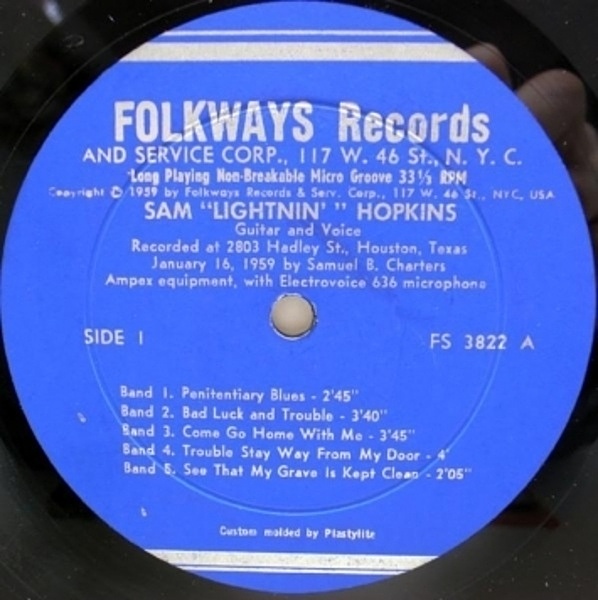 FOLKWAYS Records
AND SERVICE CORP., 117 W. 46 St., N. Y. C.
Long Playing Non-Breakable Micro Groove 33⅓ RPM
Copyright © 1959 by Folkways Records & Serv. Corp., 117 W. 46 St., NYC, USA
SAM "LIGHTNIN' " HOPKINS
Guitar and Voice
Recorded at 2803 Hadley St., Houston, Texas
January 16, 1959 by Samuel B. Charters
Ampex equipment, with Electrovoice 636 microphone
SIDE 1 FS 3822 A
Band 1. Penitentiary Blues - 2'45"
Band 2. Bad Luck and Trouble - 3'40"
Band 3. Come Go Home With Me - 3'45"
Band 4. Trouble Stay Way From My Door - 4'
Band 5. See That My Grave Is Kept Clean - 2'05"
Custom molded by Plastylite